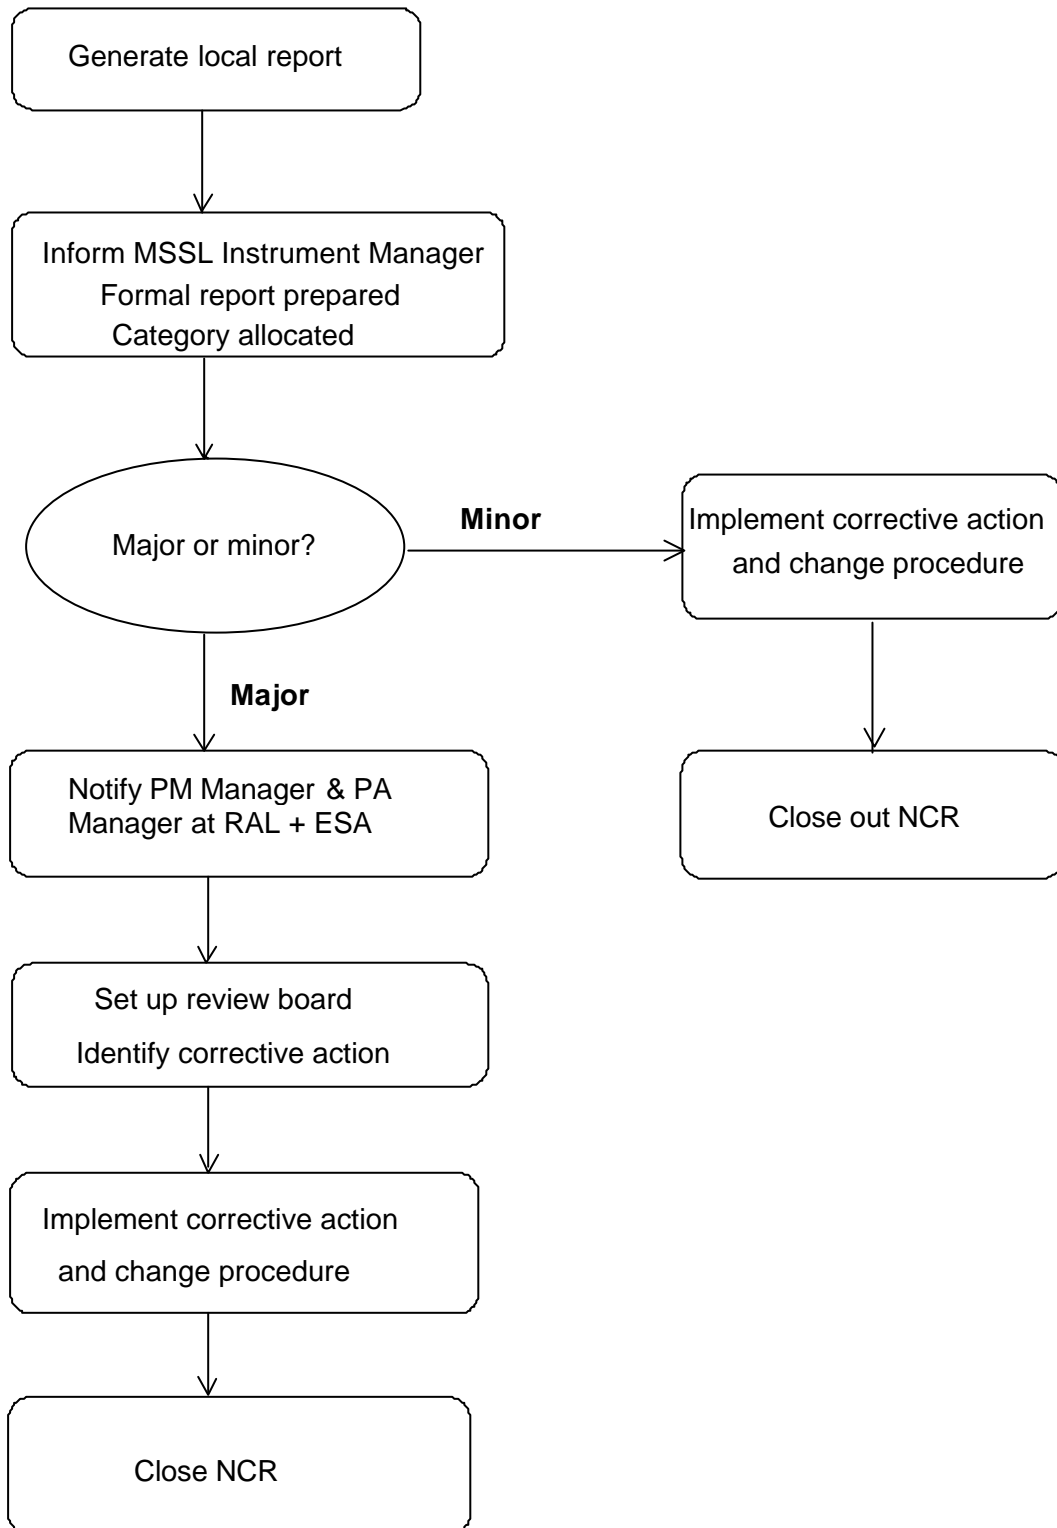 Generate local report
Inform MSSL Instrument Manager
Formal report prepared
Category allocated
Major or minor?
Minor
Implement corrective action
and change procedure
Close out NCR
Major
Notify PM Manager & PA
Manager at RAL + ESA
Set up review board
Identify corrective action
Implement corrective action
and change procedure
Close NCR